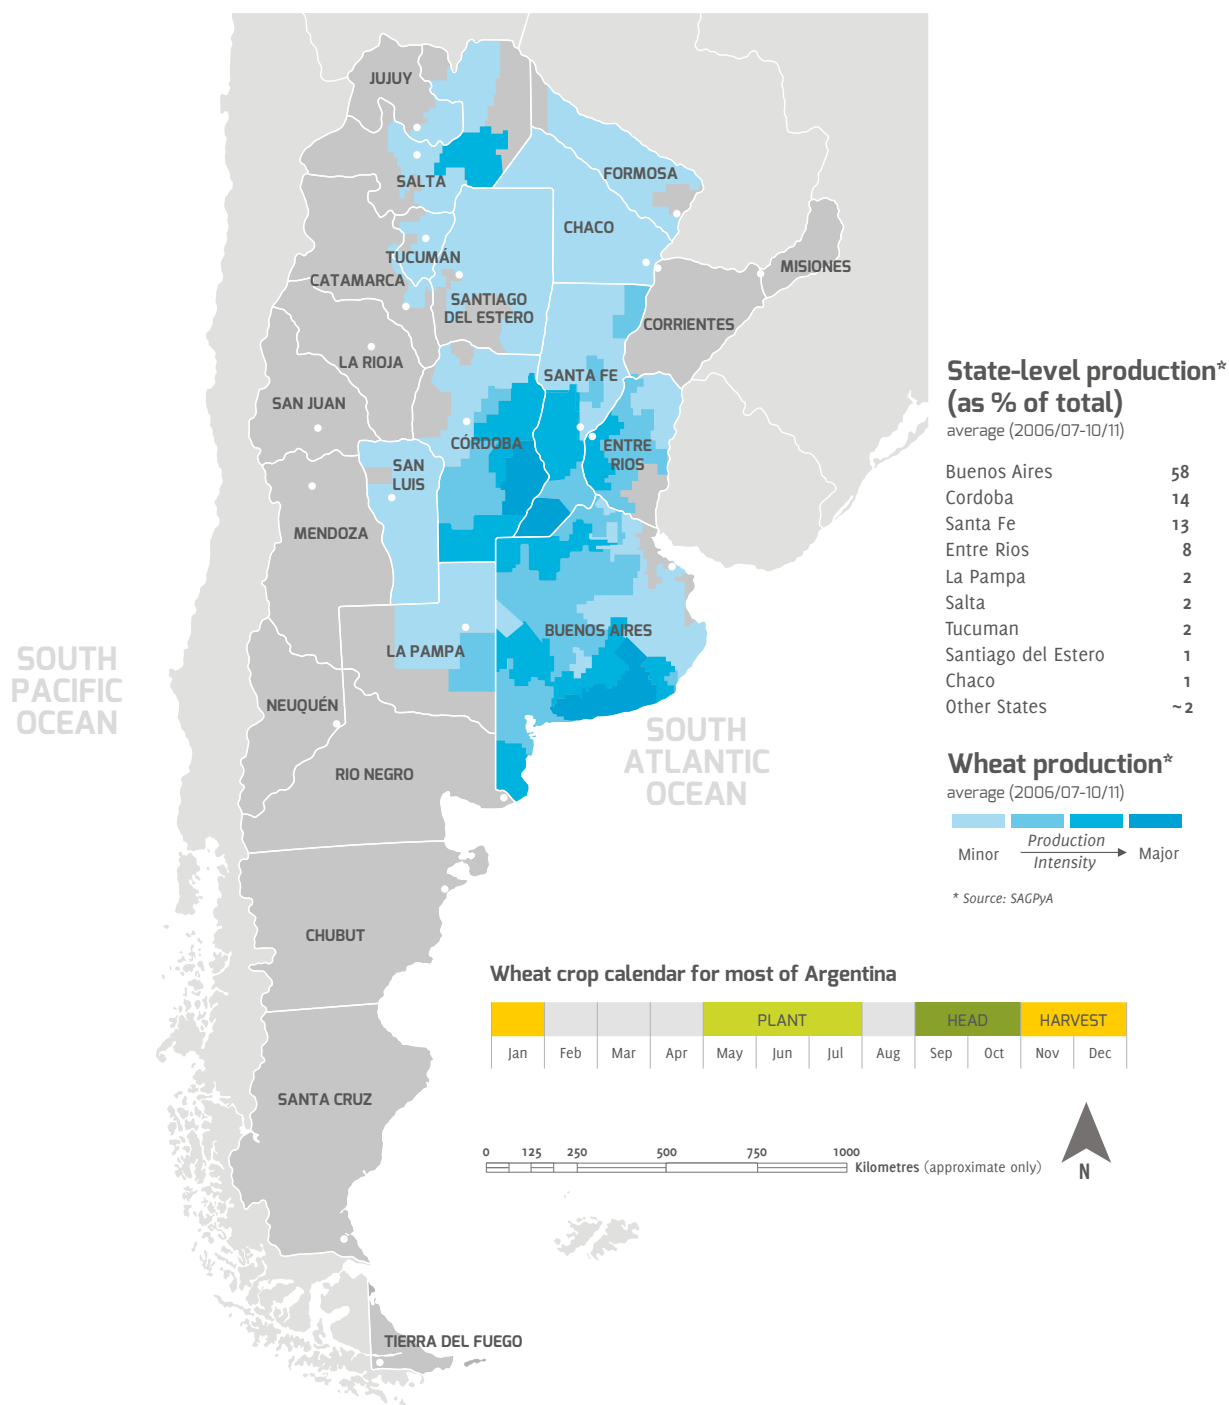 JUJUY
SALTA
FORMOSA
CHACO
TUCUMÁN
MISIONES
CATAMARCA
SANTIAGO
DEL ESTERO
CORRIENTES
LA RIOJA
SANTA FE
SAN JUAN
CÓRDOBA
ENTRE
RIOS
SAN
LUIS
MENDOZA
BUENOS AIRES
LA PAMPA
NEUQUÉN
RIO NEGRO
CHUBUT
SANTA CRUZ
TIERRA DEL FUEGO
SOUTH
PACIFIC
OCEAN
SOUTH
ATLANTIC
OCEAN
State-level production*
(as % of total)
average (2006/07-10/11)
Buenos Aires 58
Cordoba 14
Santa Fe 13
Entre Rios 8
La Pampa 2
Salta 2
Tucuman 2
Santiago del Estero 1
Chaco 1
Other States ~2
Wheat production*
average (2006/07-10/11)
Minor Production Intensity Major
* Source: SAGPyA
Wheat crop calendar for most of Argentina
PLANT HEAD HARVEST
Jan Feb Mar Apr May Jun Jul Aug Sep Oct Nov Dec
0 125 250 500 750 1000
Kilometres (approximate only)
N